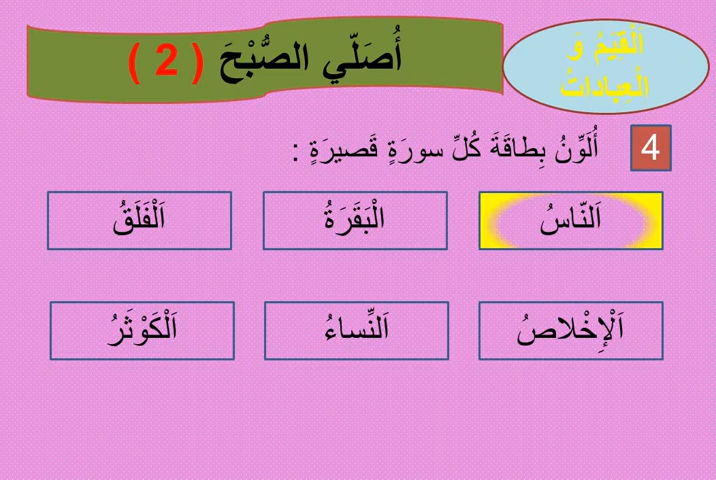 الْقِيَمُ وَ
الْعِباداتُ
أُصَلّي الصُّبْحَ ( 2 )
4 أُلَوِّنُ بِطاقَةَ كُلِّ سورَةٍ قَصيرَةٍ :
اَلنّاسُ
الْبَقَرَةُ
اَلْفَلَقُ
اَلْإِخْلاصُ
اَلنِّساءُ
اَلْكَوْثَرُ